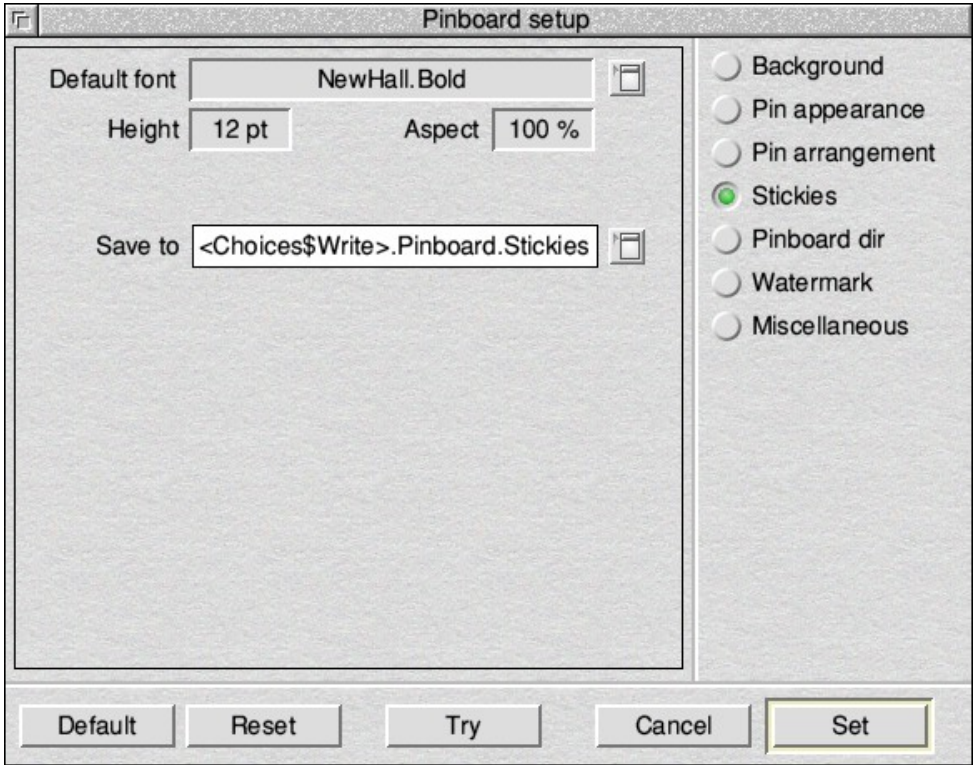 Pinboard setup
Default font NewHall.Bold
Height 12 pt Aspect 100 %
Save to <Choices$Write>.Pinboard.Stickies
Background
Pin appearance
Pin arrangement
Stickies
Pinboard dir
Watermark
Miscellaneous
Default Reset Try Cancel Set